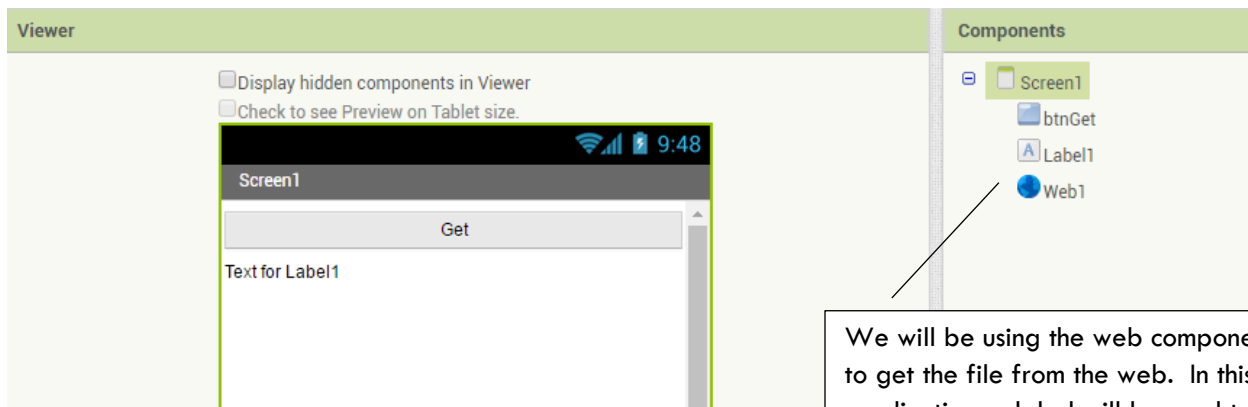 Viewer
Components
Display hidden components in Viewer
Check to see Preview on Tablet size.
9:48
Screen1
Get
Text for Label1
Screen1
btnGet
A Label1
Web1
We will be using the web
to get the file from the web. In this